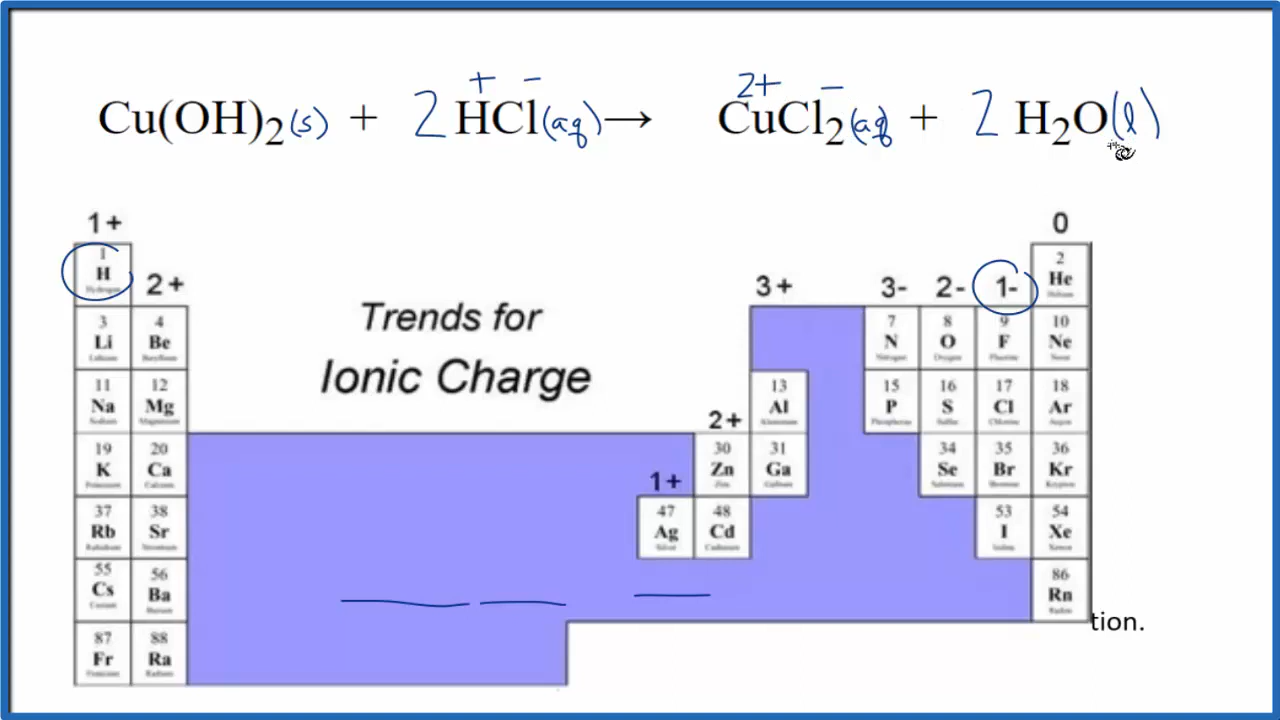 + - 2+ -
Cu(OH)₂(s) + 2 HCl(aq) → CuCl₂(aq) + 2 H₂O(l)
1+ 0
1 H Hydrogen 2+ 3+ 3- 2- 1- 2 He Helium
Trends for
Ionic Charge
3 Li Lithium 4 Be Beryllium 7 N Nitrogen 8 O Oxygen 9 F Fluorine 10 Ne Neon
11 Na Sodium 12 Mg Magnesium 13 Al Aluminum 15 P Phosphorus 16 S Sulfur 17 Cl Chlorine 18 Ar Argon
2+
19 K Potassium 20 Ca Calcium 30 Zn Zinc 31 Ga Gallium 34 Se Selenium 35 Br Bromine 36 Kr Krypton
1+
37 Rb Rubidium 38 Sr Strontium 47 Ag Silver 48 Cd Cadmium 53 I Iodine 54 Xe Xenon
55 Cs Cesium 56 Ba Barium 86 Rn Radon
tion.
87 Fr Francium 88 Ra Radium